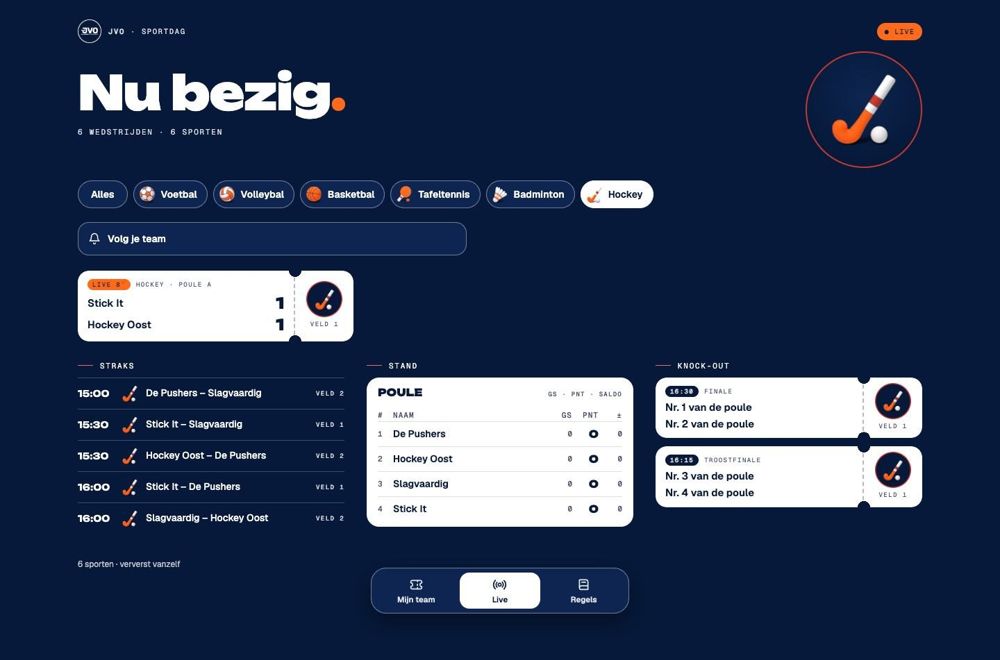 JVO JVO · SPORTDAG
LIVE
Nu bezig.
6 WEDSTRIJDEN · 6 SPORTEN
Alles Voetbal Volleybal Basketbal Tafeltennis Badminton Hockey
Volg je team
LIVE 8' HOCKEY · POULE A
Stick It 1
Hockey Oost 1
VELD 1
STRAKS
15:00 De Pushers – Slagvaardig VELD 2
15:30 Stick It – Slagvaardig VELD 1
15:30 Hockey Oost – De Pushers VELD 2
16:00 Stick It – De Pushers VELD 1
16:00 Slagvaardig – Hockey Oost VELD 2
STAND
POULE GS · PNT · SALDO
# NAAM GS PNT ±
1 De Pushers 0 0 0
2 Hockey Oost 0 0 0
3 Slagvaardig 0 0 0
4 Stick It 0 0 0
KNOCK-OUT
16:30 FINALE
Nr. 1 van de poule
Nr. 2 van de poule
VELD 1
16:15 TROOSTFINALE
Nr. 3 van de poule
Nr. 4 van de poule
VELD 1
6 sporten · ververst vanzelf
Mijn team Live Regels